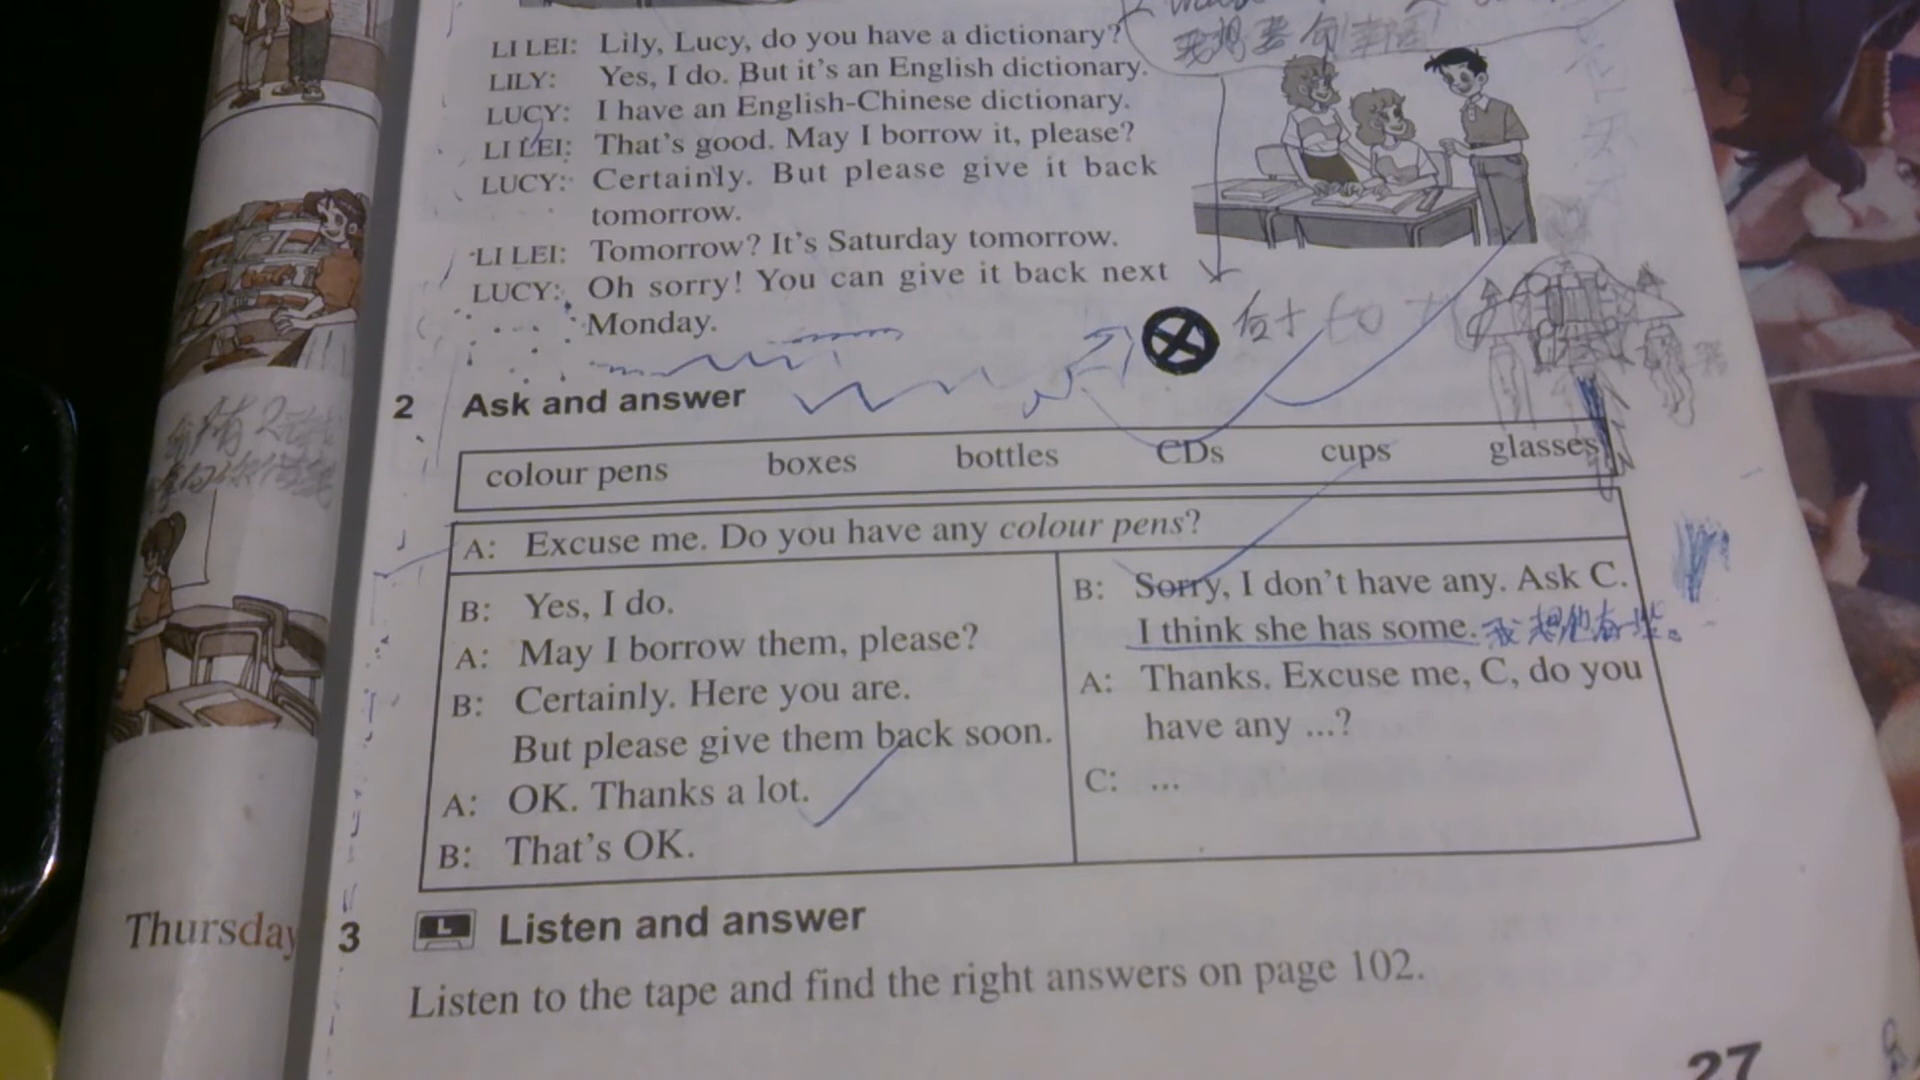 LI LEI: Lily, Lucy, do you have a dictionary?
LILY: Yes, I do. But it's an English dictionary.
LUCY: I have an English-Chinese dictionary.
LI LEI: That's good. May I borrow it, please?
LUCY: Certainly. But please give it back
tomorrow.
LI LEI: Tomorrow? It's Saturday tomorrow.
LUCY: Oh sorry! You can give it back next
Monday.
2 Ask and answer
colour pens boxes bottles CDs cups glasses
A: Excuse me. Do you have any colour pens?
B: Yes, I do.
A: May I borrow them, please?
B: Certainly. Here you are.
But please give them back soon.
A: OK. Thanks a lot.
B: That's OK.
B: Sorry, I don't have any. Ask C.
I think she has some. 我想他有些。
A: Thanks. Excuse me, C, do you
have any ...?
C: ...
Thursday
3 L Listen and answer
Listen to the tape and find the right answers on page 102.
27